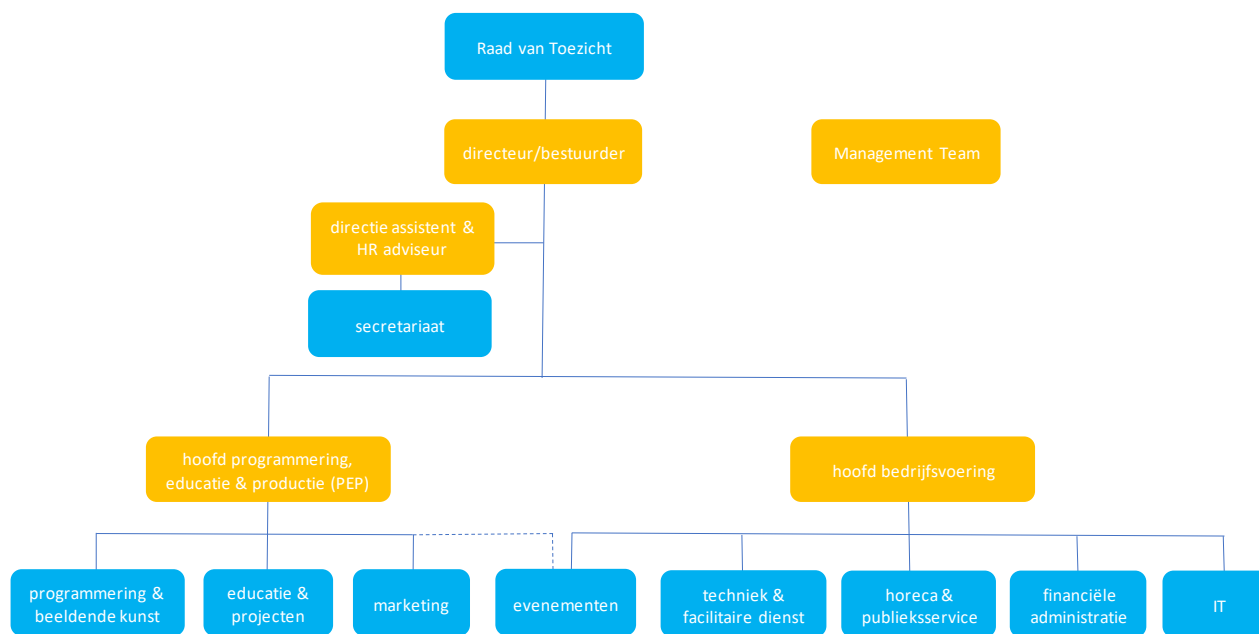 Raad van Toezicht
directeur/bestuurder
Management Team
directie assistent &
HR adviseur
secretariaat
hoofd programmering,
educatie & productie (PEP)
hoofd bedrijfsvoering
programmering &
beeldende kunst
educatie &
projecten
marketing
evenementen
techniek &
facilitaire dienst
horeca &
publieksservice
financiële
administratie
IT